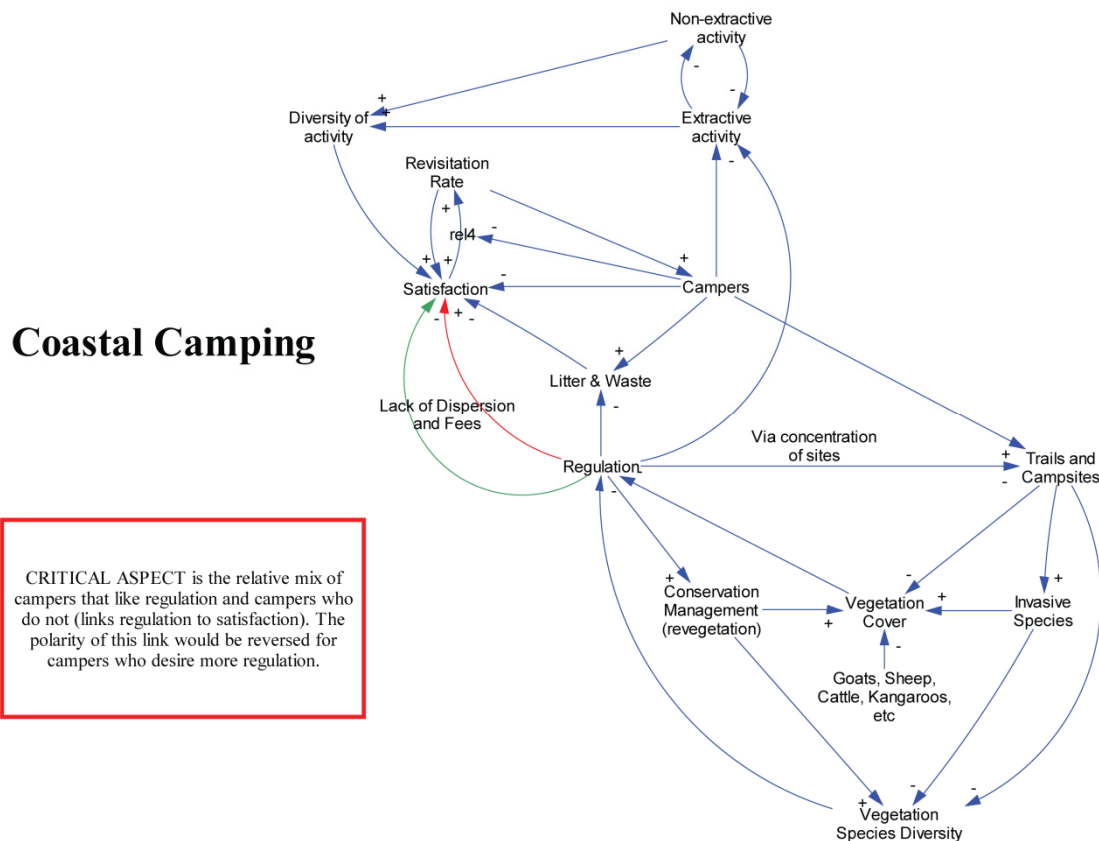 Non-extractive
activity
-
-
+
+
Diversity of
activity
Extractive
activity
-
Revisitation
Rate
+
rel4
-
+
+
+
-
Satisfaction
Campers
-
+
-
+
Coastal Camping
Litter & Waste
-
Lack of Dispersion
and Fees
Via concentration
of sites
+
Regulation
-
Trails and
Campsites
-
-
CRITICAL ASPECT is the relative mix of
campers that like regulation and campers who
do not (links regulation to satisfaction). The
polarity of this link would be reversed for
campers who desire more regulation.
+
-
+
Conservation
Management
(revegetation)
+
Vegetation
Cover
+
Invasive
Species
-
Goats, Sheep,
Cattle, Kangaroos,
etc
-
-
+
Vegetation
Species Diversity